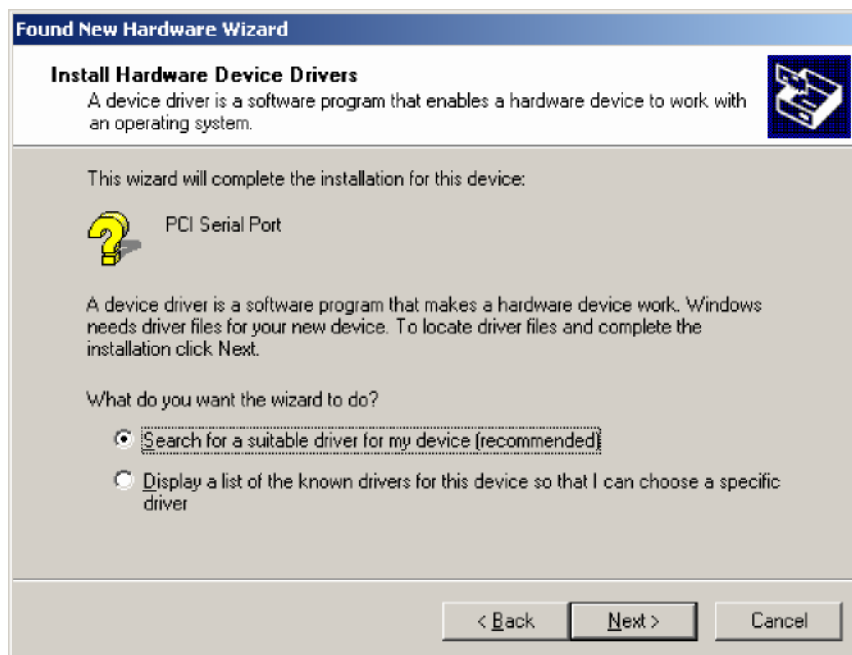 Found New Hardware Wizard
Install Hardware Device Drivers
A device driver is a software program that enables a hardware device to work with
an operating system.
This wizard will complete the installation for this device:
PCI Serial Port
A device driver is a software program that makes a hardware device work. Windows
needs driver files for your new device. To locate driver files and complete the
installation click Next.
What do you want the wizard to do?
Search for a suitable driver for my device (recommended)
Display a list of the known drivers for this device so that I can choose a specific
driver
< Back Next > Cancel